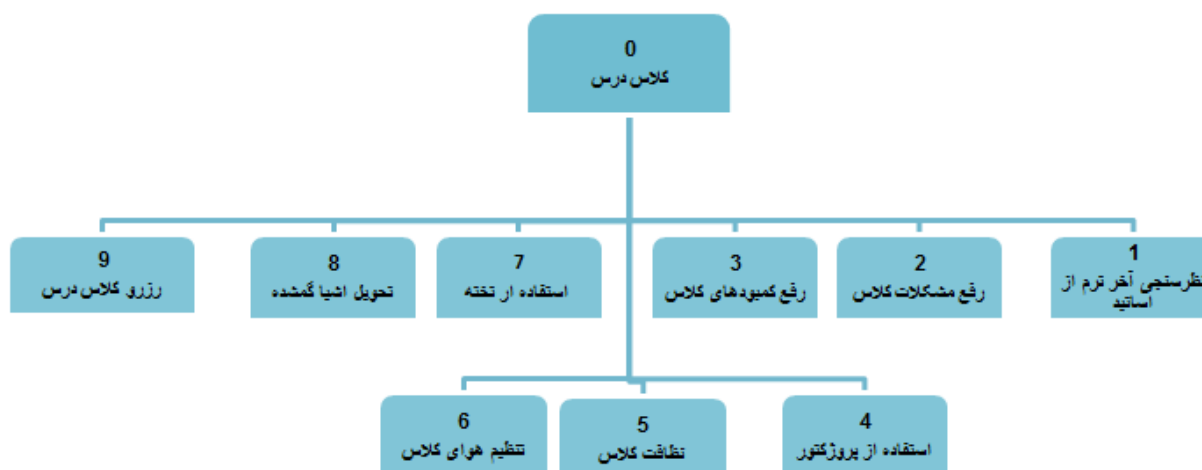 0
کلاس درس
1
نظرسنجی آخر ترم از
اساتید
2
رفع مشکلات کلاس
3
رفع کمبودهای کلاس
7
استفاده ار تخته
8
تحویل اشیا گمشده
9
رزرو کلاس درس
4
استفاده از پروژکتور
5
نظافت کلاس
6
تنظیم هوای کلاس